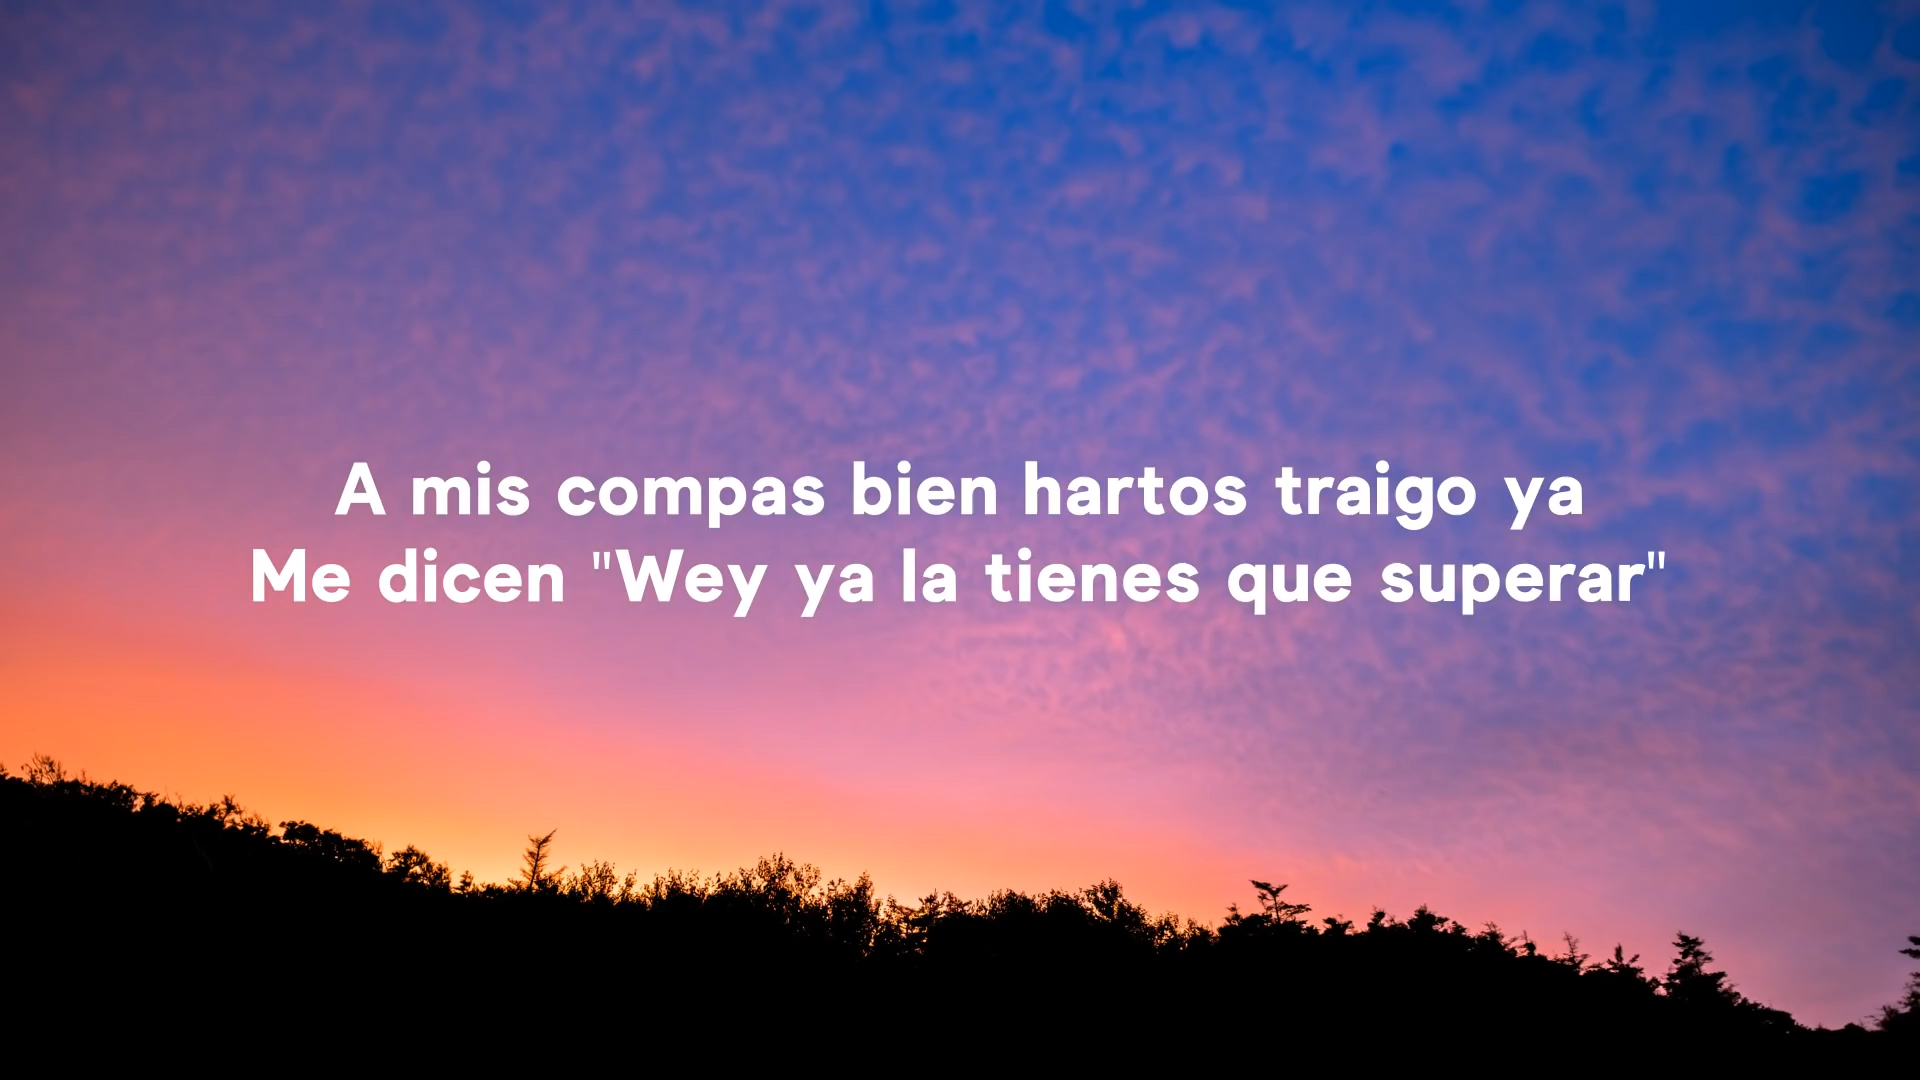 A mis compas bien hartos traigo ya
Me dicen "Wey ya la tienes que superar"